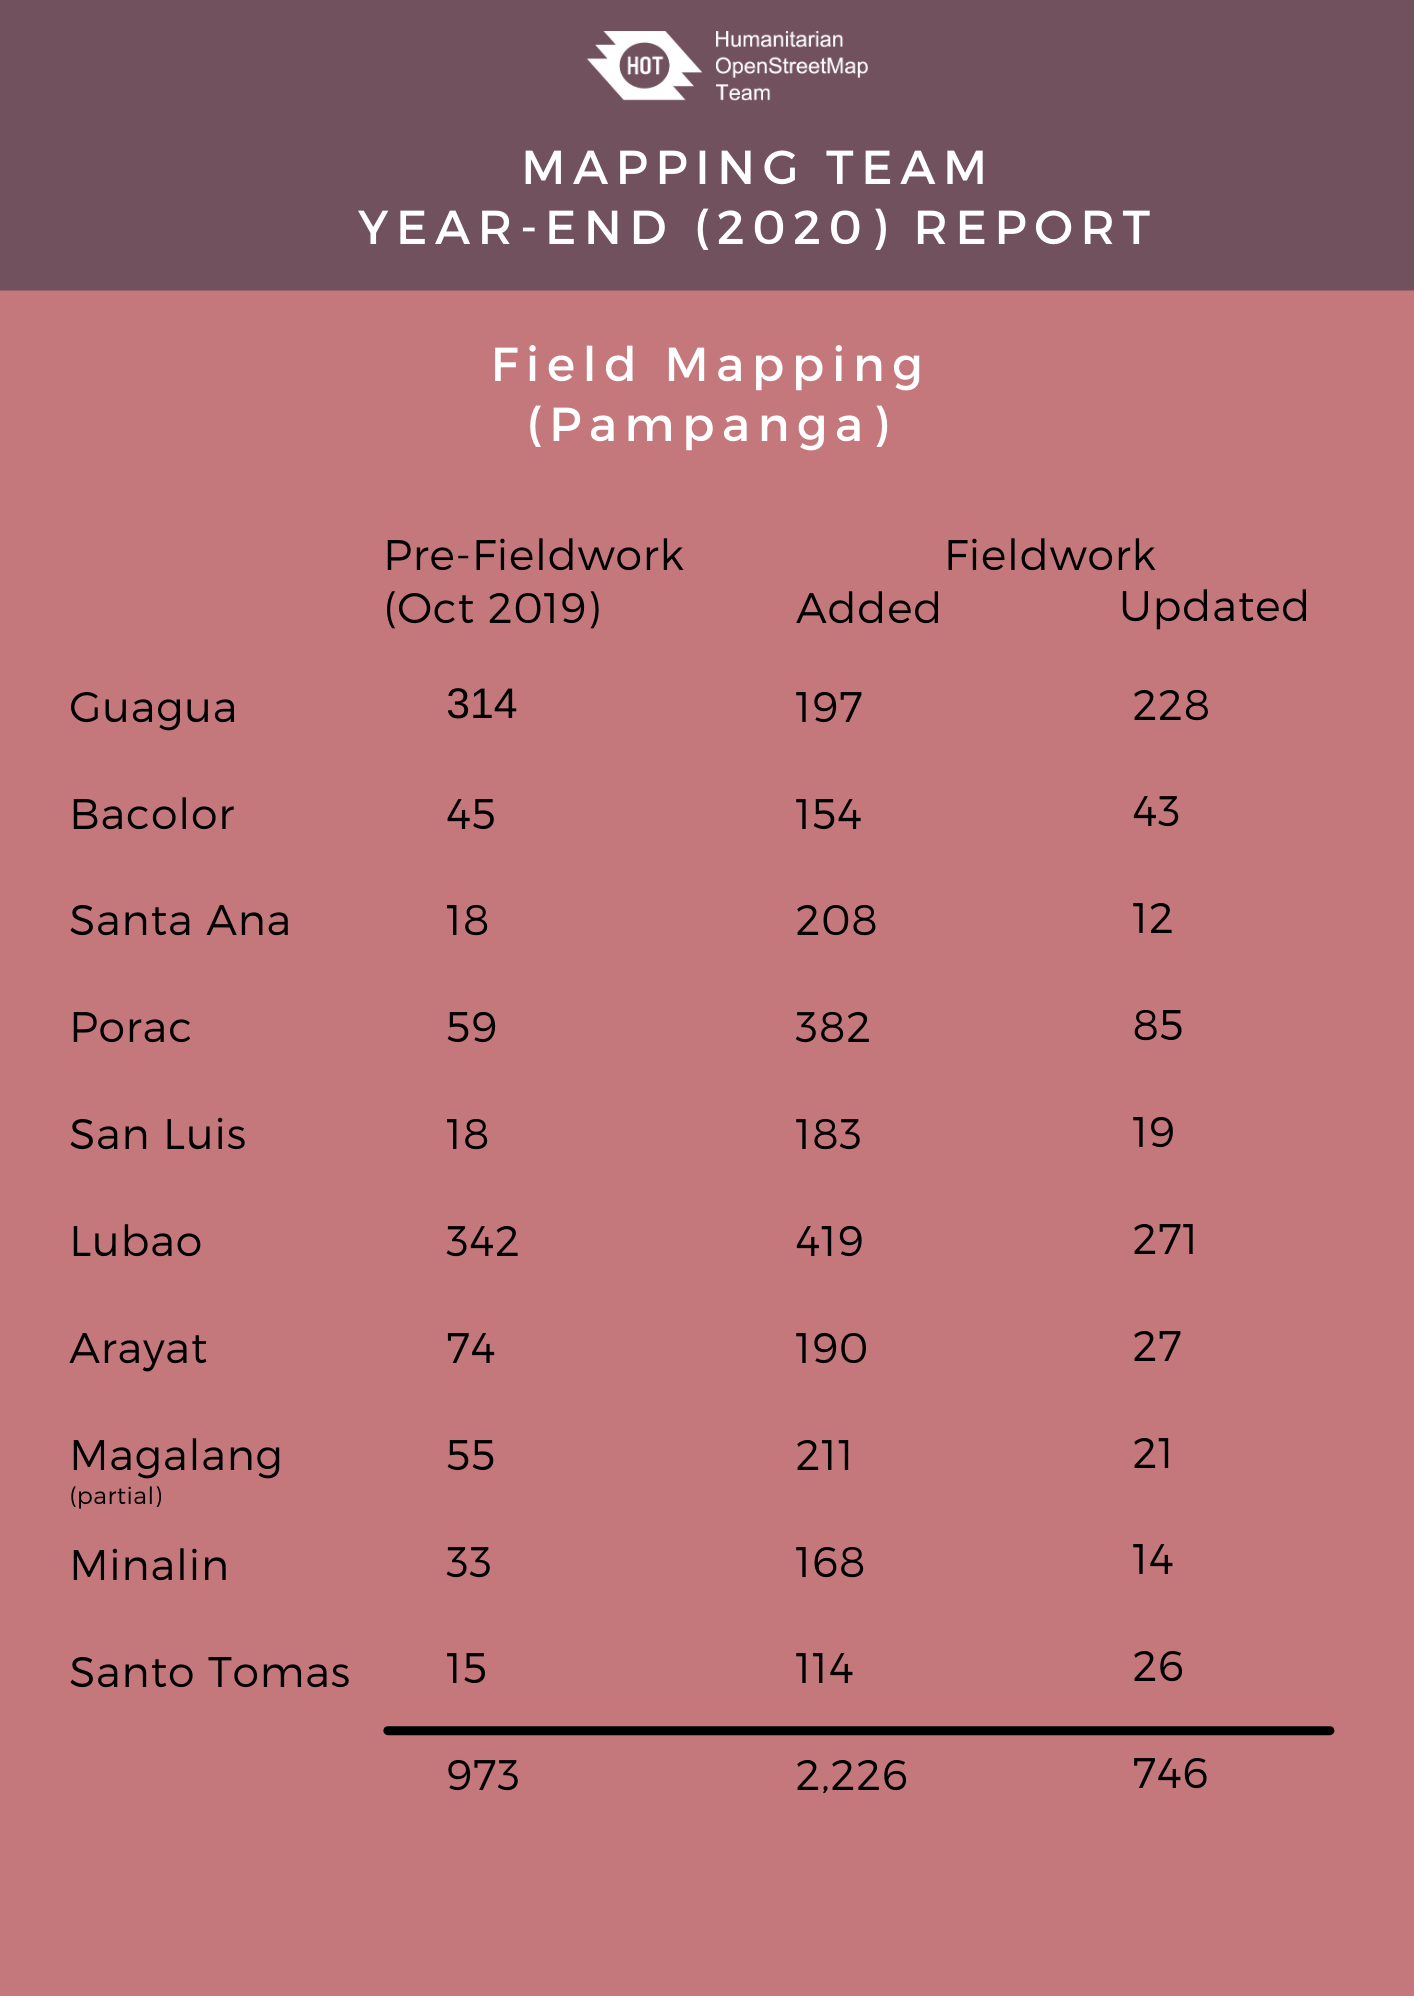 HOT
Humanitarian
OpenStreetMap
Team
MAPPING TEAM
YEAR-END (2020) REPORT
Field Mapping
(Pampanga)
Pre-Fieldwork Fieldwork
(Oct 2019) Added Updated
Guagua 314 197 228
Bacolor 45 154 43
Santa Ana 18 208 12
Porac 59 382 85
San Luis 18 183 19
Lubao 342 419 271
Arayat 74 190 27
Magalang 55 211 21
(partial)
Minalin 33 168 14
Santo Tomas 15 114 26
973 2,226 746